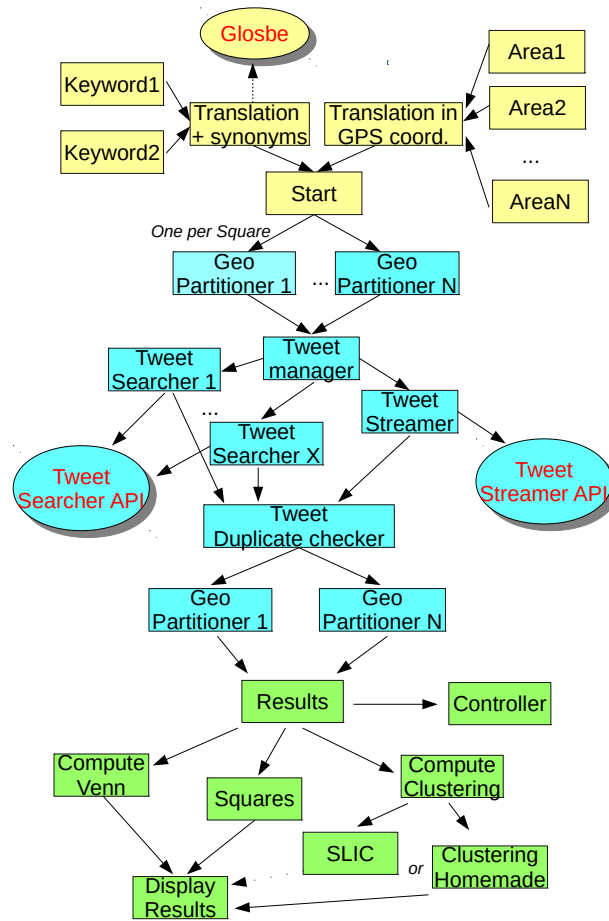 Glosbe
Keyword1
Keyword2
Translation
+ synonyms
Translation in
GPS coord.
Area1
Area2
...
AreaN
Start
One per Square
Geo
Partitioner 1
...
Geo
Partitioner N
Tweet
manager
Tweet
Searcher 1
...
Tweet
Searcher X
Tweet
Streamer
Tweet
Searcher API
Tweet
Streamer API
Tweet
Duplicate checker
Geo
Partitioner 1
Geo
Partitioner N
Results
Controller
Compute
Venn
Squares
Compute
Clustering
SLIC
or
Clustering
Homemade
Display
Results